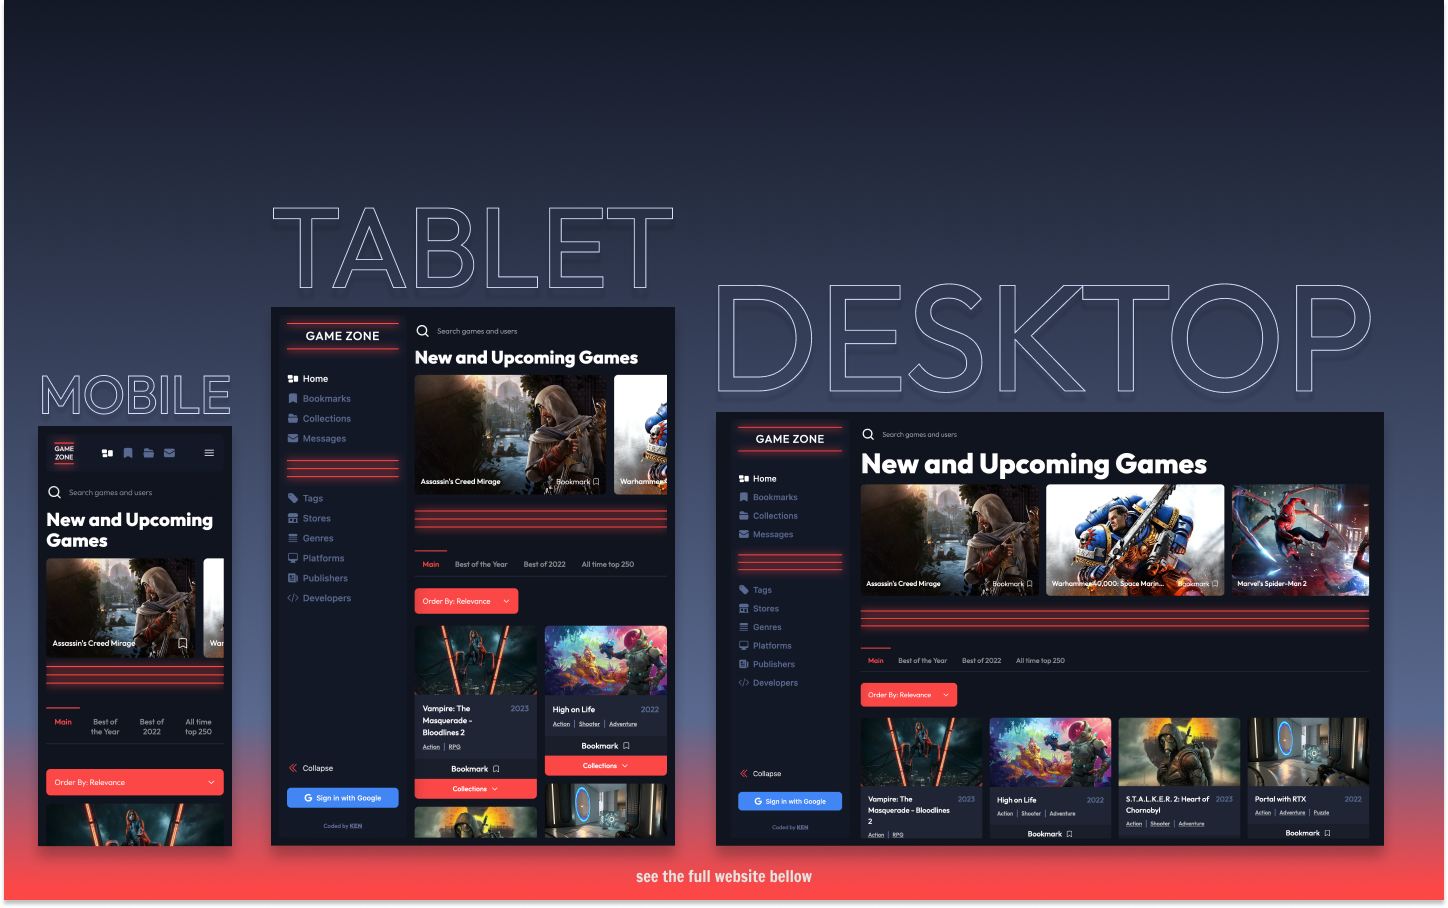 MOBILE
GAME
ZONE
Search games and users
New and Upcoming
Games
Assassin's Creed Mirage
War
Main
Best of
the Year
Best of
2022
All time
top 250
Order By: Relevance
TABLET
GAME ZONE
Home
Bookmarks
Collections
Messages
Tags
Stores
Genres
Platforms
Publishers
Developers
Collapse
Sign in with Google
Coded by KEN
Search games and users
New and Upcoming Games
Assassin's Creed Mirage
Bookmark
Warhammer
Main
Best of the Year
Best of 2022
All time top 250
Order By: Relevance
Vampire: The
Masquerade -
Bloodlines 2
2023
Action | RPG
Bookmark
Collections
High on Life
2022
Action | Shooter | Adventure
Bookmark
Collections
DESKTOP
GAME ZONE
Home
Bookmarks
Collections
Messages
Tags
Stores
Genres
Platforms
Publishers
Developers
Collapse
Sign in with Google
Coded by KEN
Search games and users
New and Upcoming Games
Assassin's Creed Mirage
Bookmark
Warhammer 40,000: Space Marin...
Bookmark
Marvel's Spider-Man 2
Main
Best of the Year
Best of 2022
All time top 250
Order By: Relevance
Vampire: The
Masquerade - Bloodlines
2
2023
Action | RPG
High on Life
2022
Action | Shooter | Adventure
Bookmark
S.T.A.L.K.E.R. 2: Heart of
Chornobyl
2023
Action | Shooter | Adventure
Portal with RTX
2022
Action | Adventure | Puzzle
Bookmark
see the full website bellow